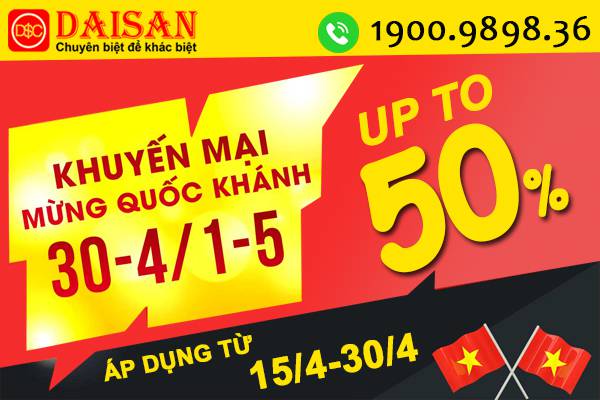 DSC DAISAN
Chuyên biệt để khác biệt
1900.9898.36
KHUYẾN MẠI
MỪNG QUỐC KHÁNH
30-4/1-5
UP TO
50%
ÁP DỤNG TỪ 15/4-30/4